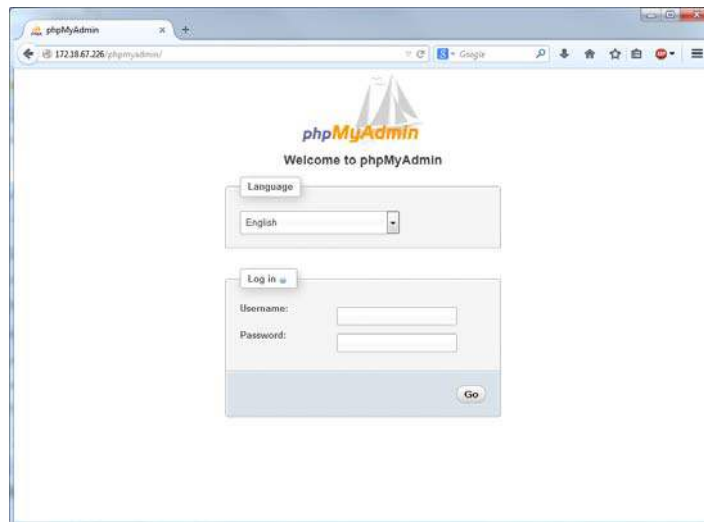 phpMyAdmin
172.18.67.226/phpmyadmin/
Google
phpMyAdmin
Welcome to phpMyAdmin
Language
English
Log in
Username:
Password:
Go